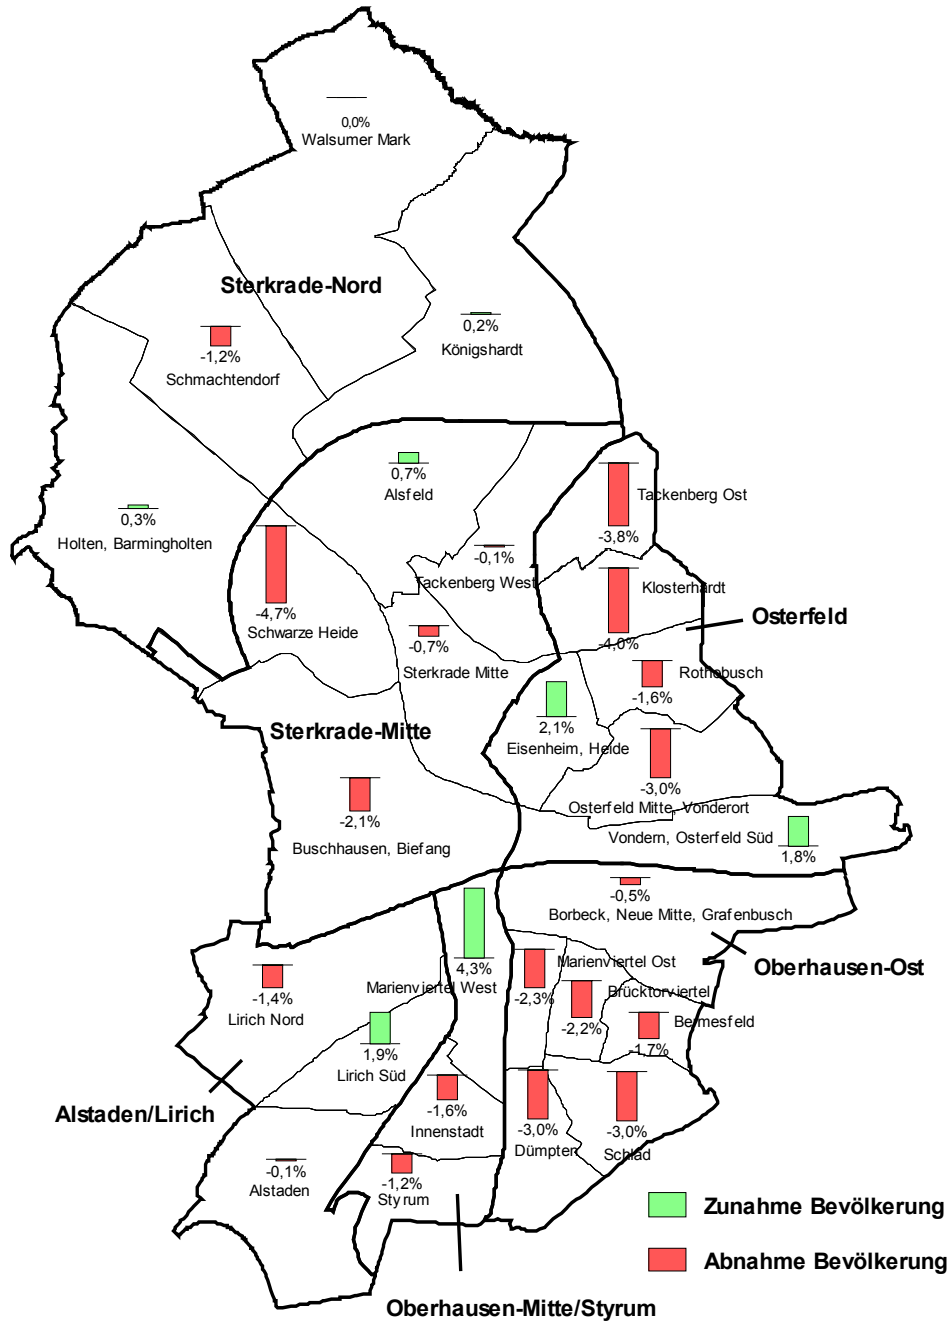 0,0%
Walsumer Mark
Sterkrade-Nord
0,2%
Königshardt
-1,2%
Schmachtendorf
0,7%
Alsfeld
Tackenberg Ost
-3,8%
0,3%
Holten, Barmingholten
-0,1%
Tackenberg West
Klosterhardt
-4,7%
Schwarze Heide
-0,7%
Sterkrade Mitte
-4,0%
Osterfeld
Rothebusch
-1,6%
2,1%
Eisenheim, Heide
Sterkrade-Mitte
-3,0%
Osterfeld Mitte, Vonderort
-2,1%
Buschhausen, Biefang
Vondern, Osterfeld Süd
1,8%
-0,5%
Borbeck, Neue Mitte, Grafenbusch
4,3%
Marienviertel West
Marienviertel Ost
-2,3%
Oberhausen-Ost
-1,4%
Lirich Nord
Brücktorviertel
-2,2%
Bermesfeld
-1,7%
1,9%
Lirich Süd
Alstaden/Lirich
-1,6%
Innenstadt
-3,0%
Dümpten
-3,0%
Schlad
-0,1%
Alstaden
-1,2%
Styrum
Zunahme Bevölkerung
Abnahme Bevölkerung
Oberhausen-Mitte/Styrum